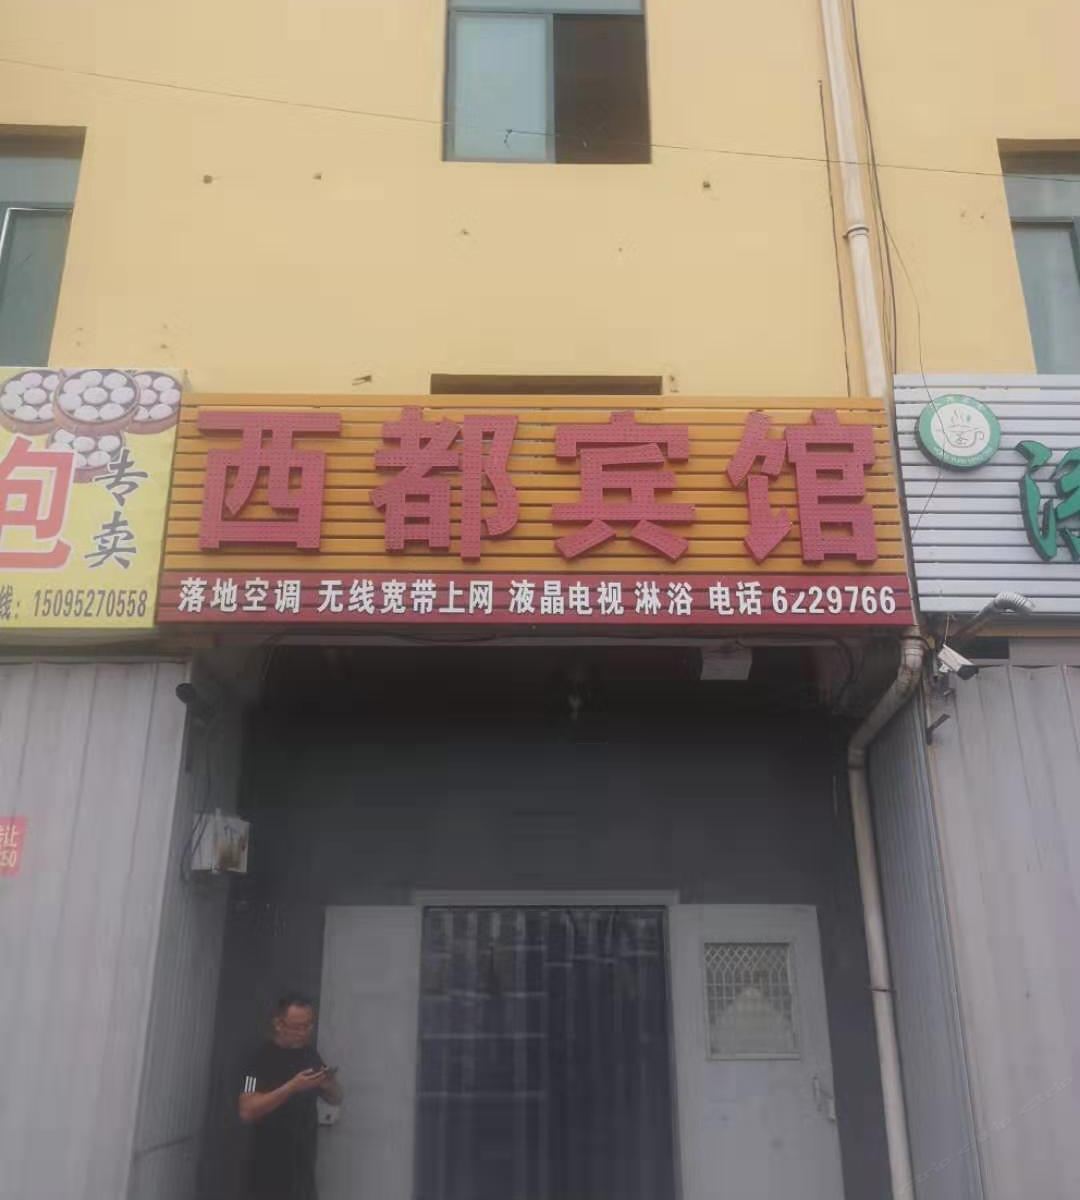 西都宾馆
落地空调 无线宽带上网 液晶电视 淋浴 电话 6229766
包
专卖
线: 15095270558